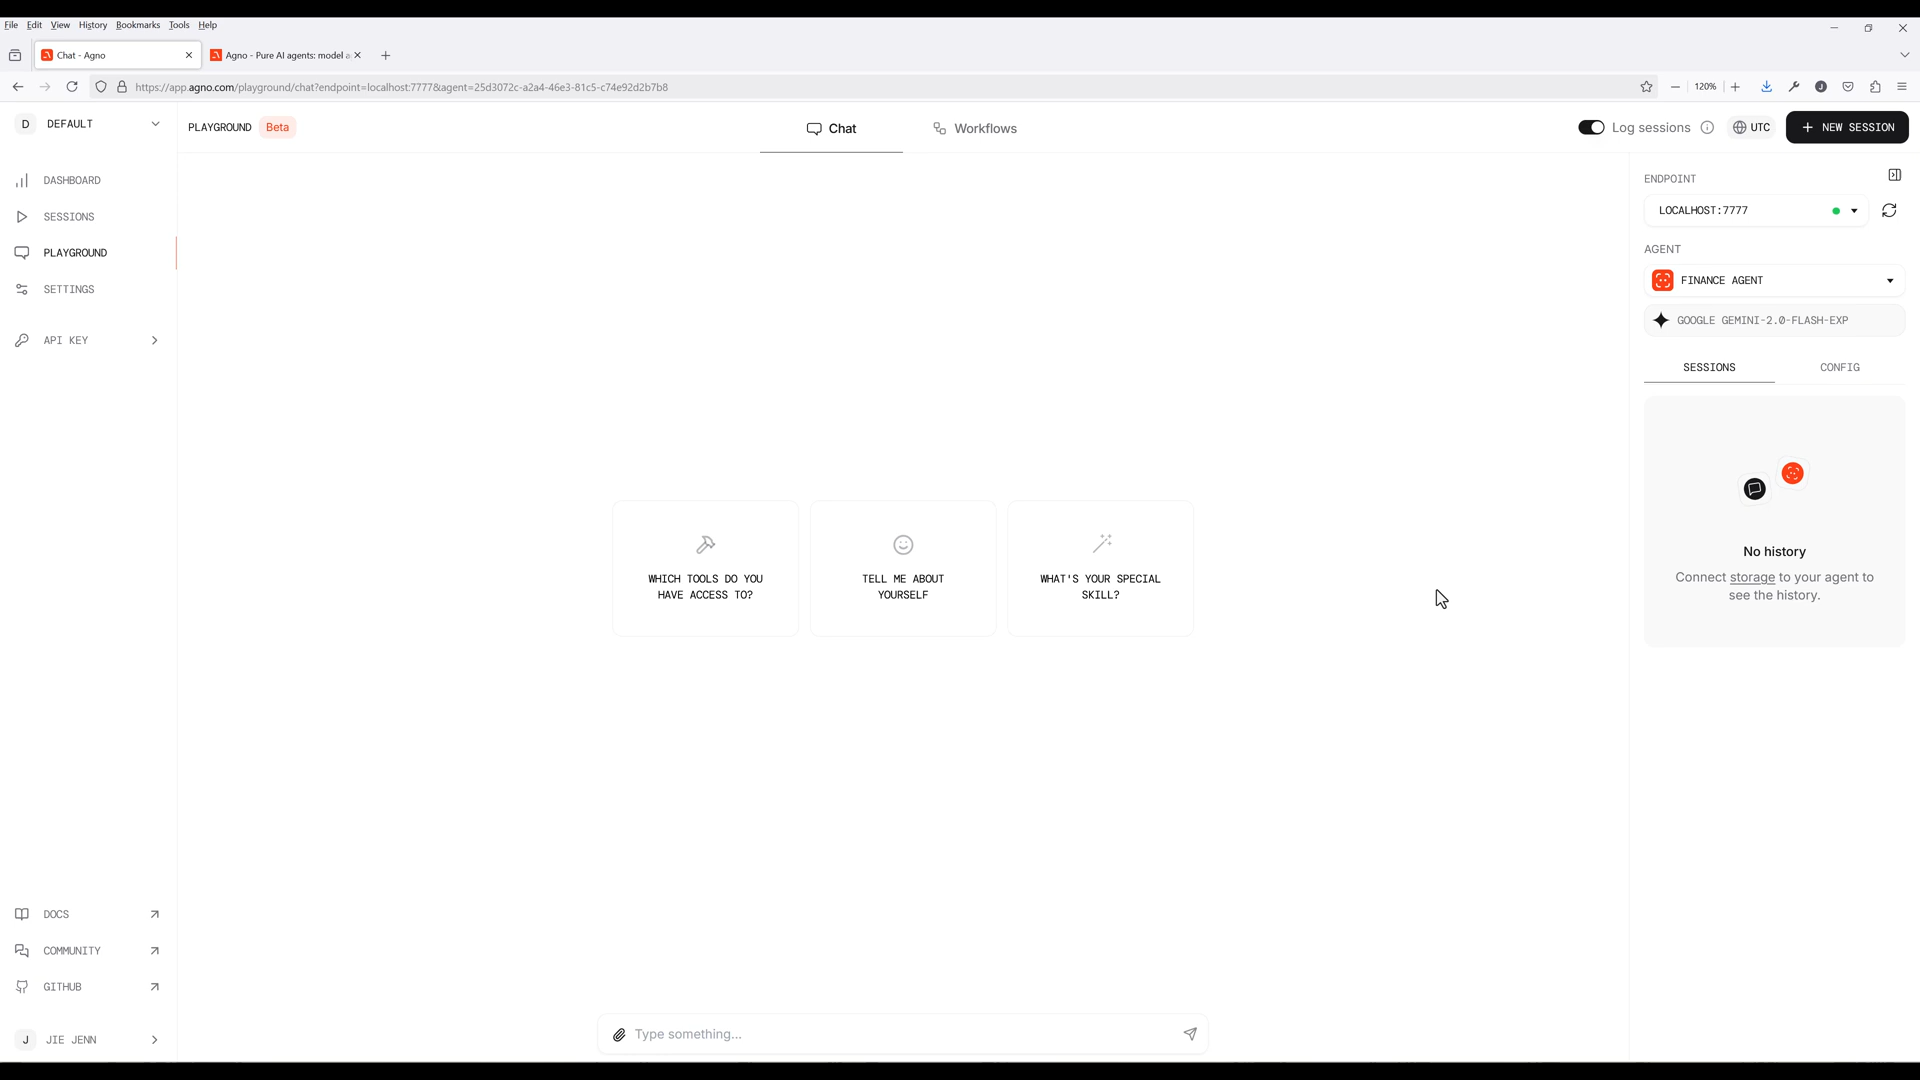 File Edit View History Bookmarks Tools Help
Chat - Agno
Agno - Pure AI agents: model a
https://app.agno.com/playground/chat?endpoint=localhost:7777&agent=25d3072c-a2a4-46e3-81c5-c74e92d2b7b8
120%
D DEFAULT
PLAYGROUND Beta
Chat
Workflows
Log sessions
UTC
+ NEW SESSION
DASHBOARD
SESSIONS
PLAYGROUND
SETTINGS
API KEY
ENDPOINT
LOCALHOST:7777
AGENT
FINANCE AGENT
GOOGLE GEMINI-2.0-FLASH-EXP
SESSIONS
CONFIG
No history
Connect storage to your agent to
see the history.
WHICH TOOLS DO YOU
HAVE ACCESS TO?
TELL ME ABOUT
YOURSELF
WHAT'S YOUR SPECIAL
SKILL?
DOCS
COMMUNITY
GITHUB
J JIE JENN
Type something...